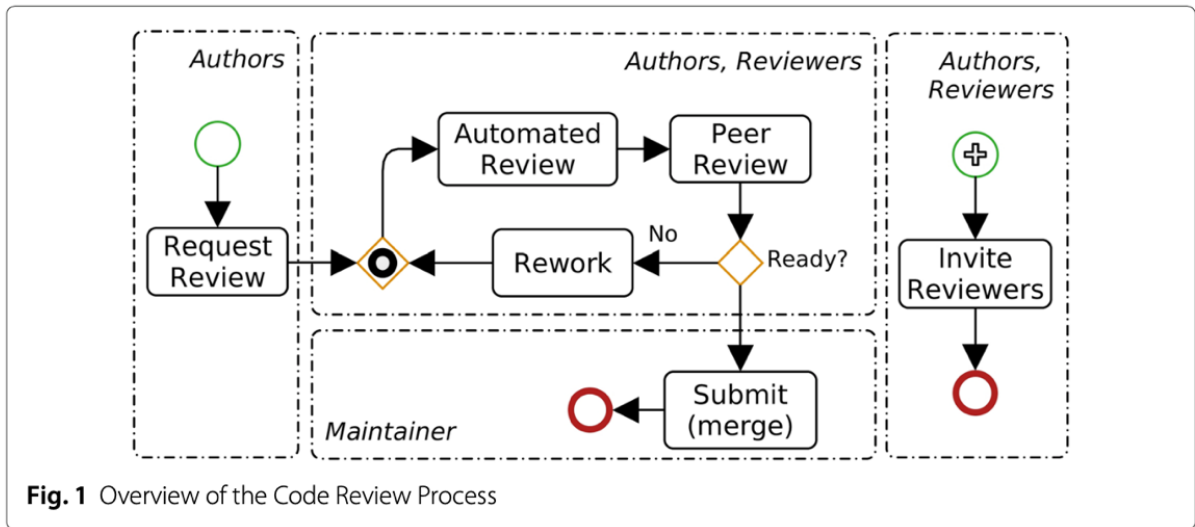 Authors
Request
Review
Authors, Reviewers
Automated
Review
Peer
Review
Ready?
No
Rework
Maintainer
Submit
(merge)
Authors,
Reviewers
Invite
Reviewers
Fig. 1 Overview of the Code Review Process